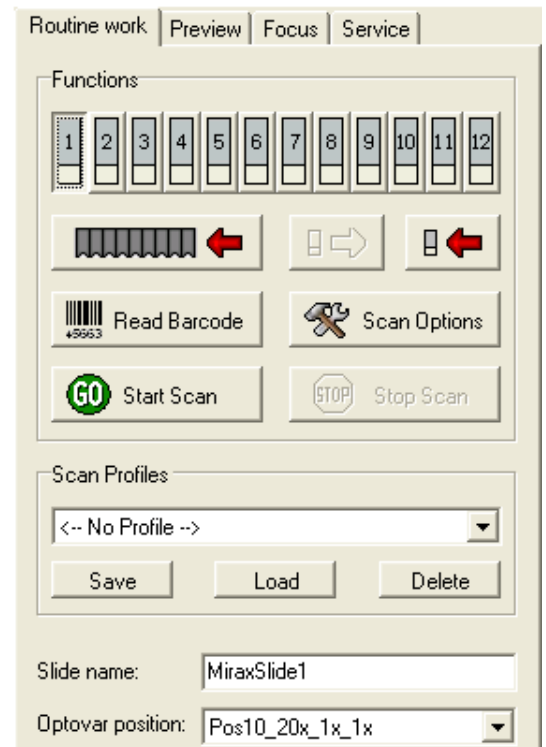 Routine work Preview Focus Service
Functions
1 2 3 4 5 6 7 8 9 10 11 12
+5663 Read Barcode Scan Options
GO Start Scan STOP Stop Scan
Scan Profiles
<-- No Profile -->
Save Load Delete
Slide name: MiraxSlide1
Optovar position: Pos10_20x_1x_1x